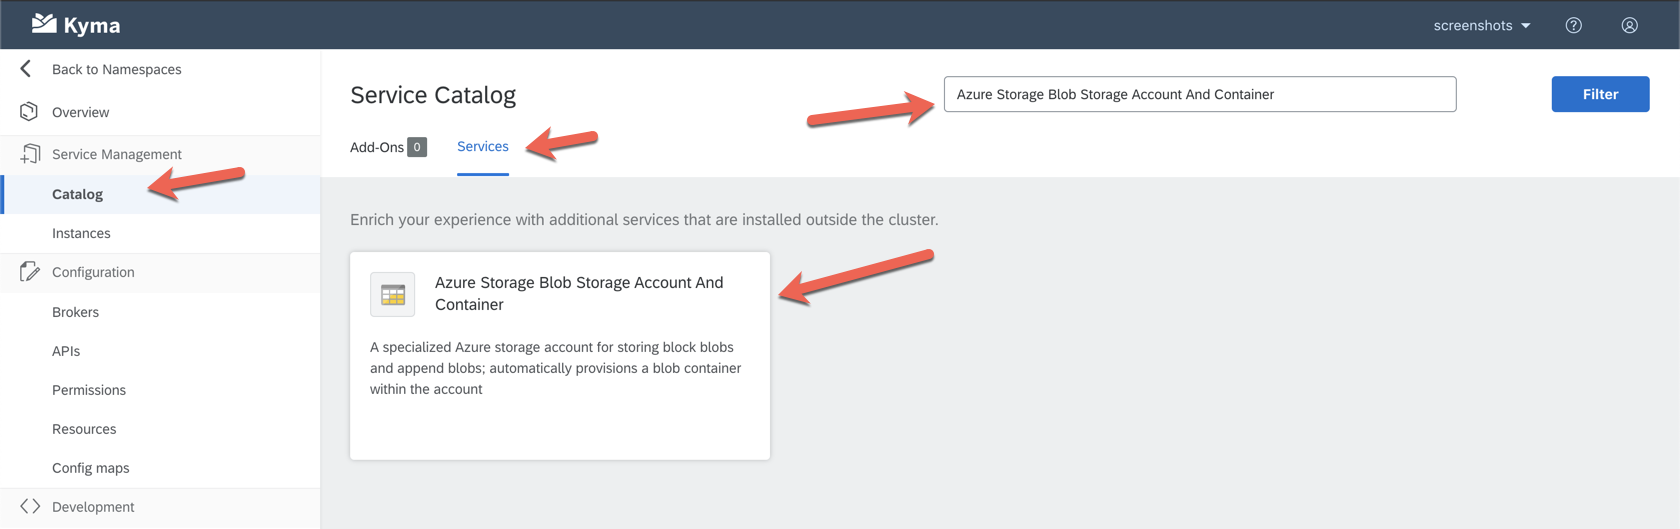 Kyma
screenshots
Back to Namespaces
Overview
Service Management
Catalog
Instances
Configuration
Brokers
APIs
Permissions
Resources
Config maps
Development
Service Catalog
Azure Storage Blob Storage Account And Container
Filter
Add-Ons 0
Services
Enrich your experience with additional services that are installed outside the cluster.
Azure Storage Blob Storage Account And
Container
A specialized Azure storage account for storing block blobs
and append blobs; automatically provisions a blob container
within the account